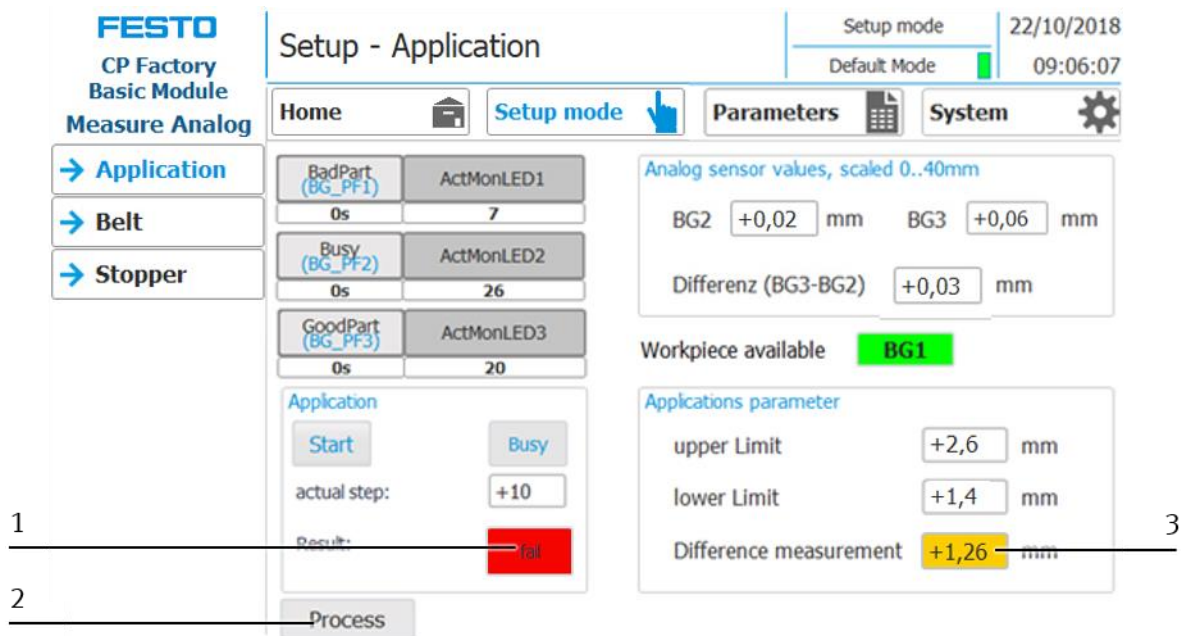 FESTO
CP Factory
Basic Module
Measure Analog
Setup - Application
Setup mode
Default Mode
22/10/2018
09:06:07
Home
Setup mode
Parameters
System
Application
Belt
Stopper
BadPart
(BG_PF1)
ActMonLED1
0s
7
Busy
(BG_PF2)
ActMonLED2
0s
26
GoodPart
(BG_PF3)
ActMonLED3
0s
20
Analog sensor values, scaled 0..40mm
BG2 +0,02 mm BG3 +0,06 mm
Differenz (BG3-BG2) +0,03 mm
Workpiece available BG1
Application
Start Busy
actual step: +10
Result: fail
Process
Applications parameter
upper Limit +2,6 mm
lower Limit +1,4 mm
Difference measurement +1,26 mm
1
2
3